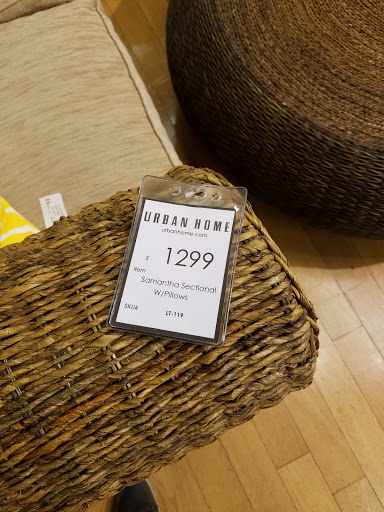 URBAN HOME
urbanhome.com
$ 1299
Item
Samantha Sectional
W/Pillows
SKU# LT-119